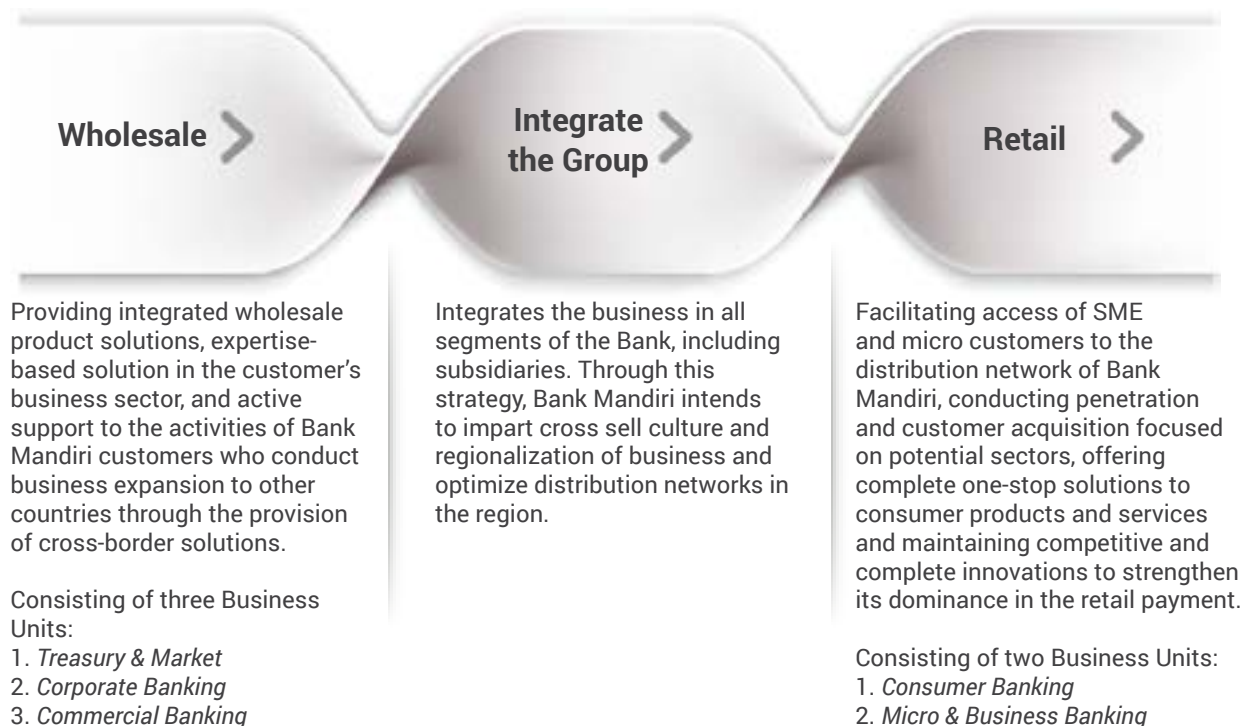 Wholesale
Integrate
the Group
Retail
Providing integrated wholesale
product solutions, expertise-
based solution in the customer's
business sector, and active
support to the activities of Bank
Mandiri customers who conduct
business expansion to other
countries through the provision
of cross-border solutions.
Consisting of three Business
Units:
1. Treasury & Market
2. Corporate Banking
3. Commercial Banking
Integrates the business in all
segments of the Bank, including
subsidiaries. Through this
strategy, Bank Mandiri intends
to impart cross sell culture and
regionalization of business and
optimize distribution networks in
the region.
Facilitating access of SME
and micro customers to the
distribution network of Bank
Mandiri, conducting penetration
and customer acquisition focused
on potential sectors, offering
complete one-stop solutions to
consumer products and services
and maintaining competitive and
complete innovations to strengthen
its dominance in the retail payment.
Consisting of two Business Units:
1. Consumer Banking
2. Micro & Business Banking